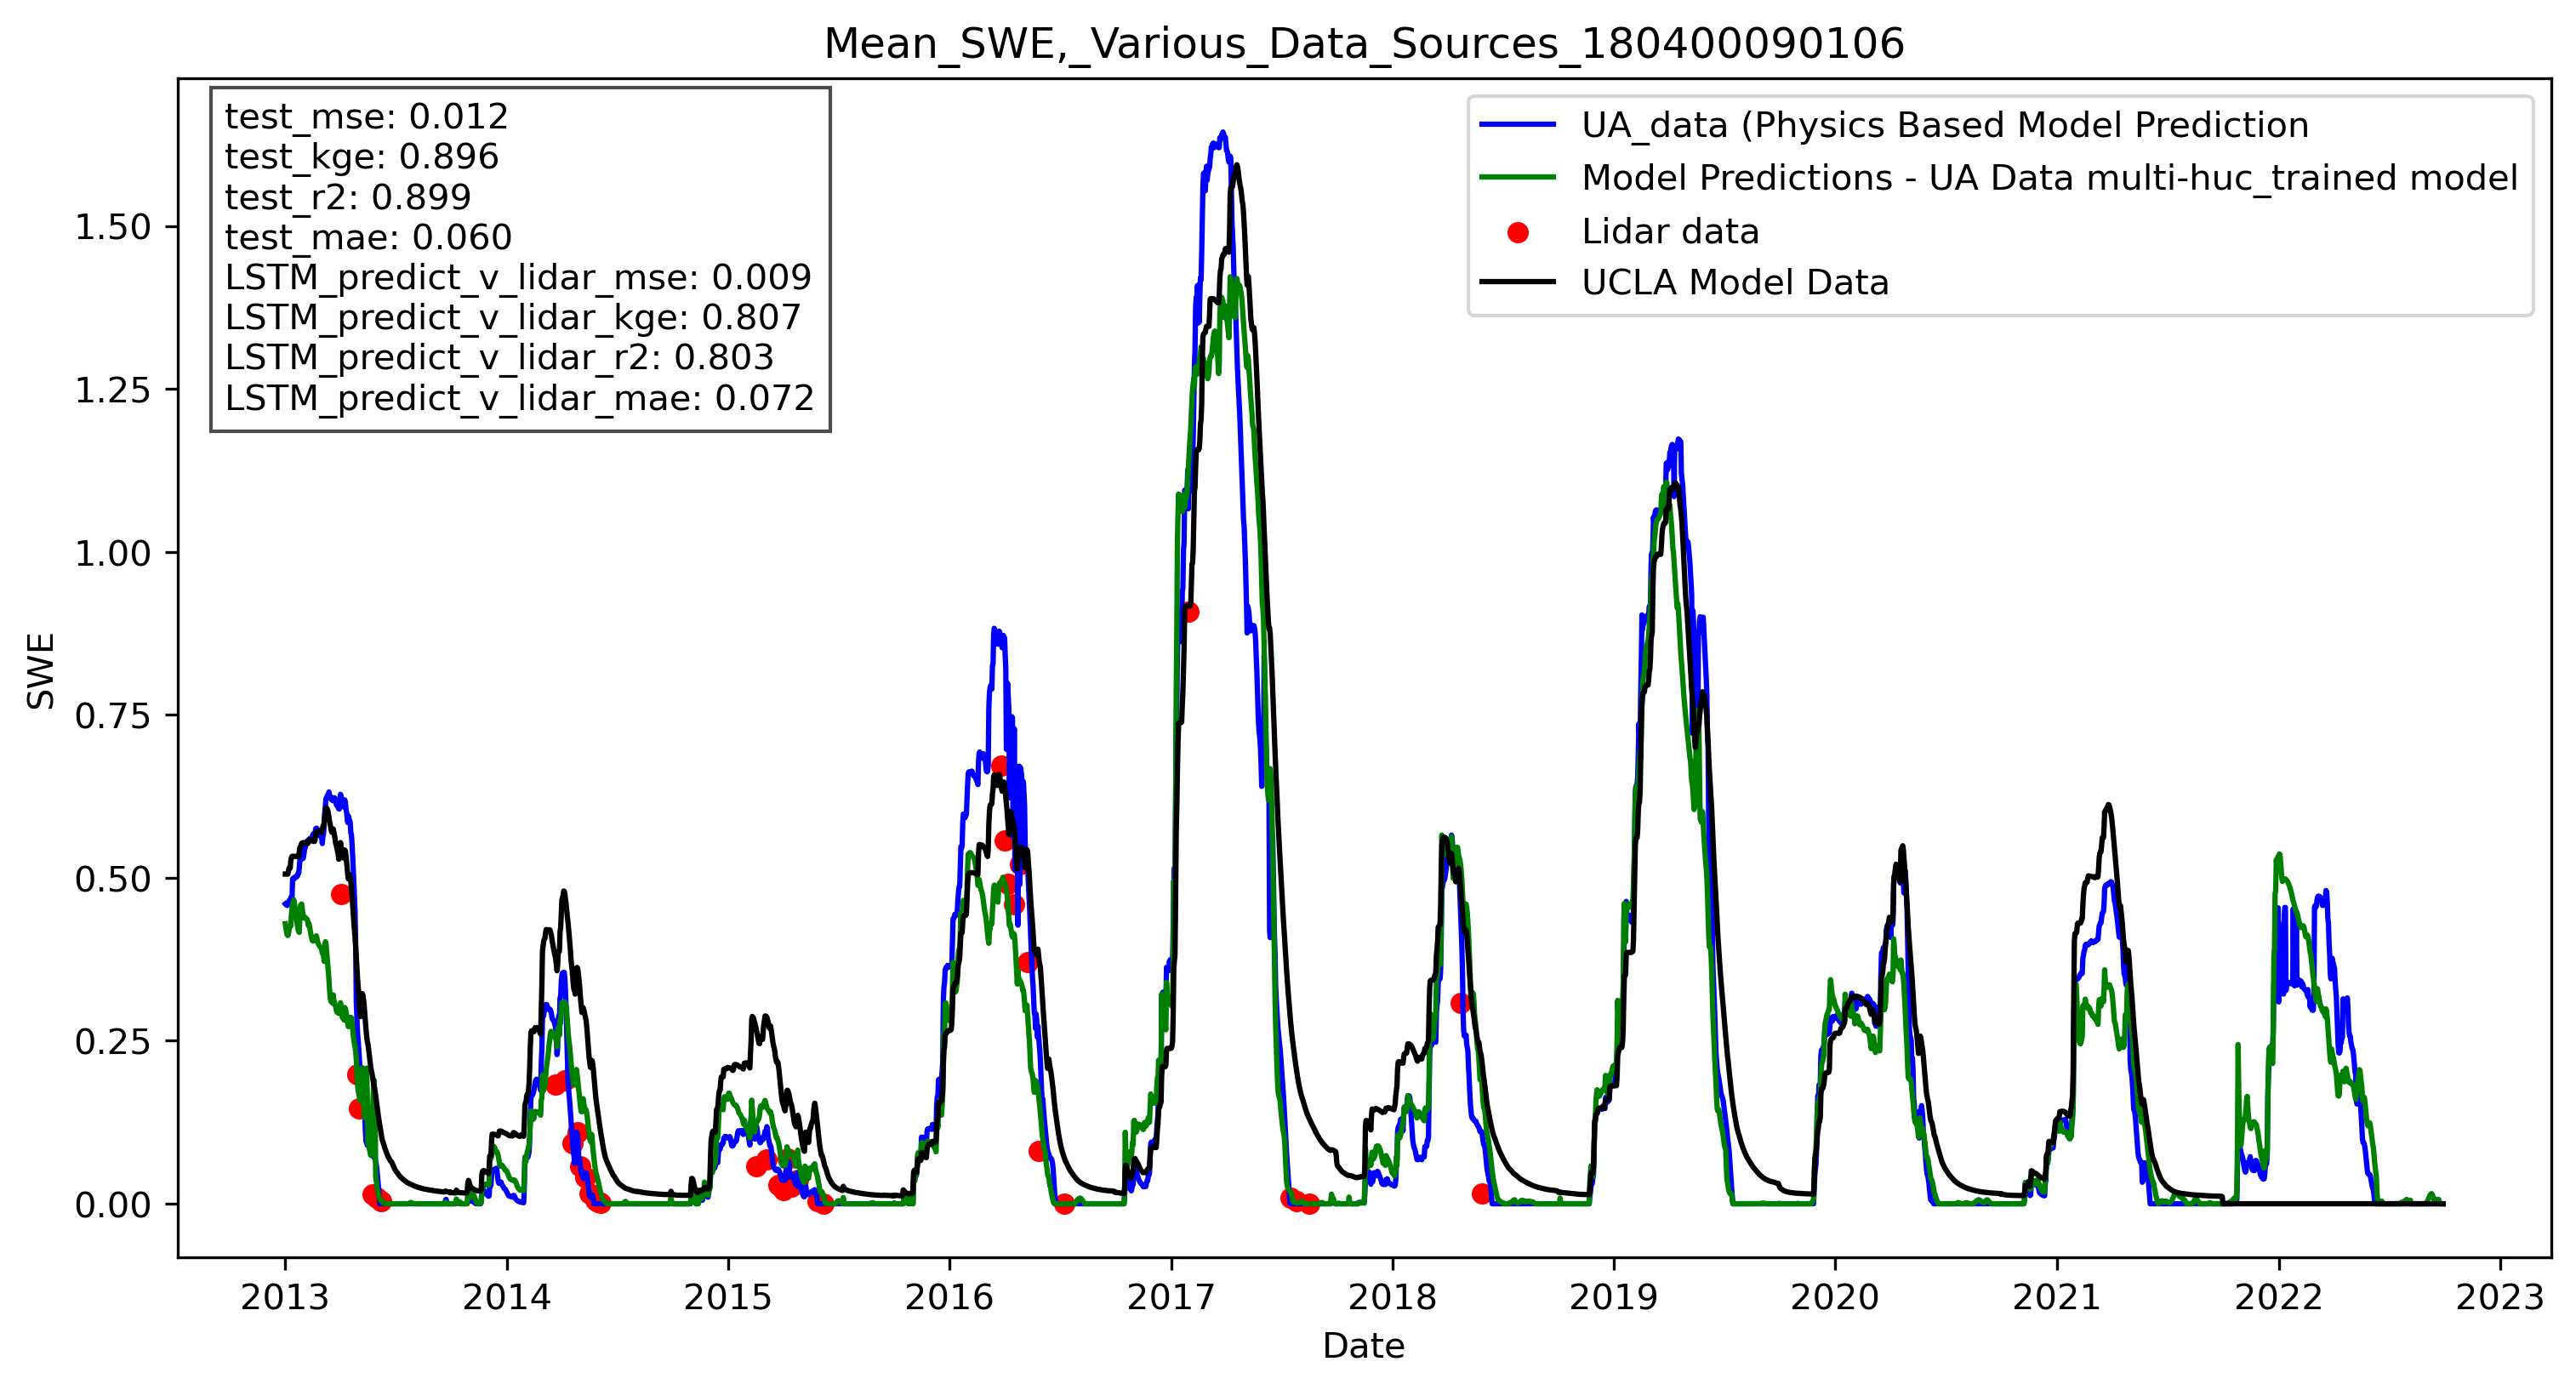 Mean_SWE,_Various_Data_Sources_180400090106
test_mse: 0.012
test_kge: 0.896
test_r2: 0.899
test_mae: 0.060
LSTM_predict_v_lidar_mse: 0.009
LSTM_predict_v_lidar_kge: 0.807
LSTM_predict_v_lidar_r2: 0.803
LSTM_predict_v_lidar_mae: 0.072
UA_data (Physics Based Model Prediction
Model Predictions - UA Data multi-huc_trained model
Lidar data
UCLA Model Data
SWE
1.50
1.25
1.00
0.75
0.50
0.25
0.00
2013 2014 2015 2016 2017 2018 2019 2020 2021 2022 2023
Date